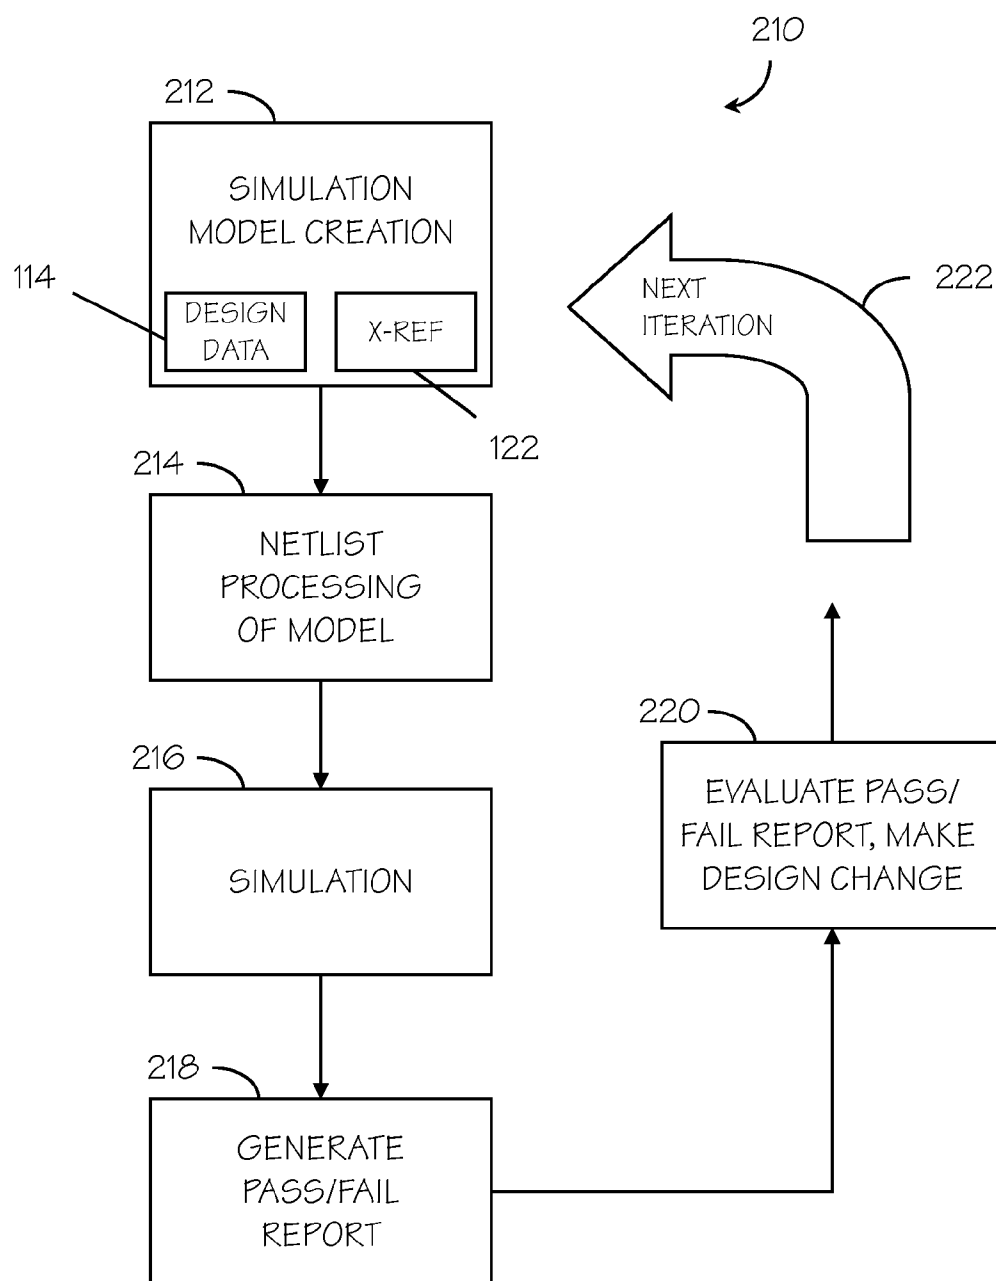 210
212
SIMULATION
MODEL CREATION
114
DESIGN
DATA
X-REF
122
NEXT
ITERATION
222
214
NETLIST
PROCESSING
OF MODEL
216
SIMULATION
220
EVALUATE PASS/
FAIL REPORT, MAKE
DESIGN CHANGE
218
GENERATE
PASS/FAIL
REPORT